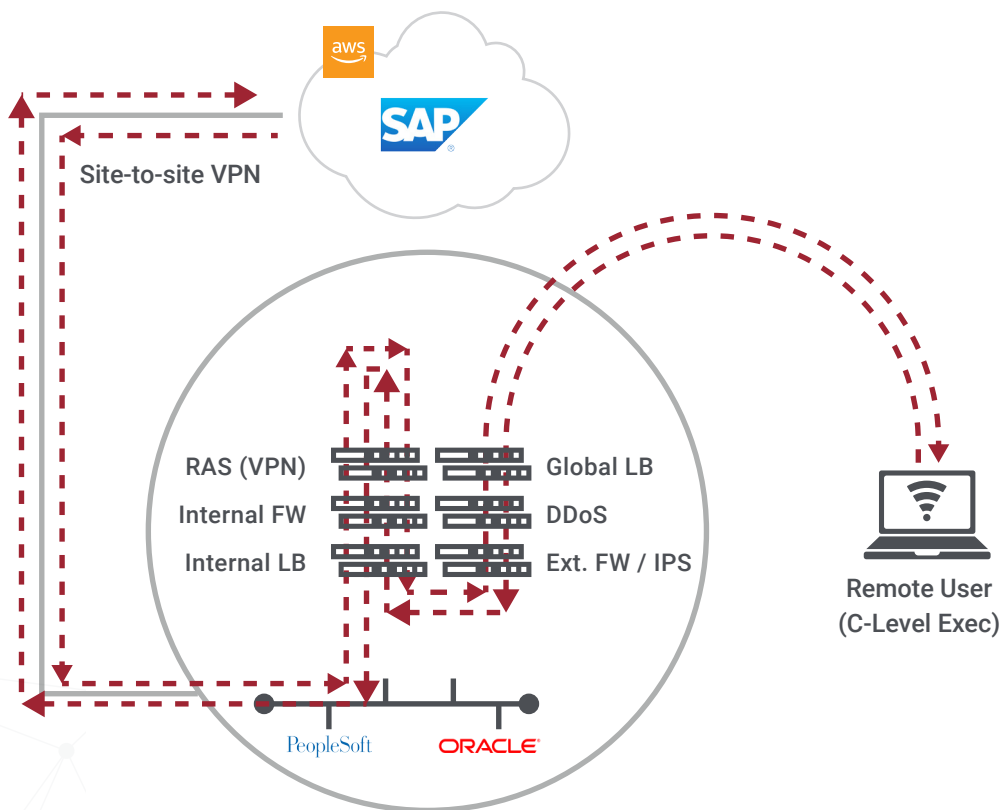 aws
SAP
®
Site-to-site VPN
RAS (VPN)
Global LB
Internal FW
DDoS
Internal LB
Ext. FW / IPS
Remote User
(C-Level Exec)
PeopleSoft
ORACLE®